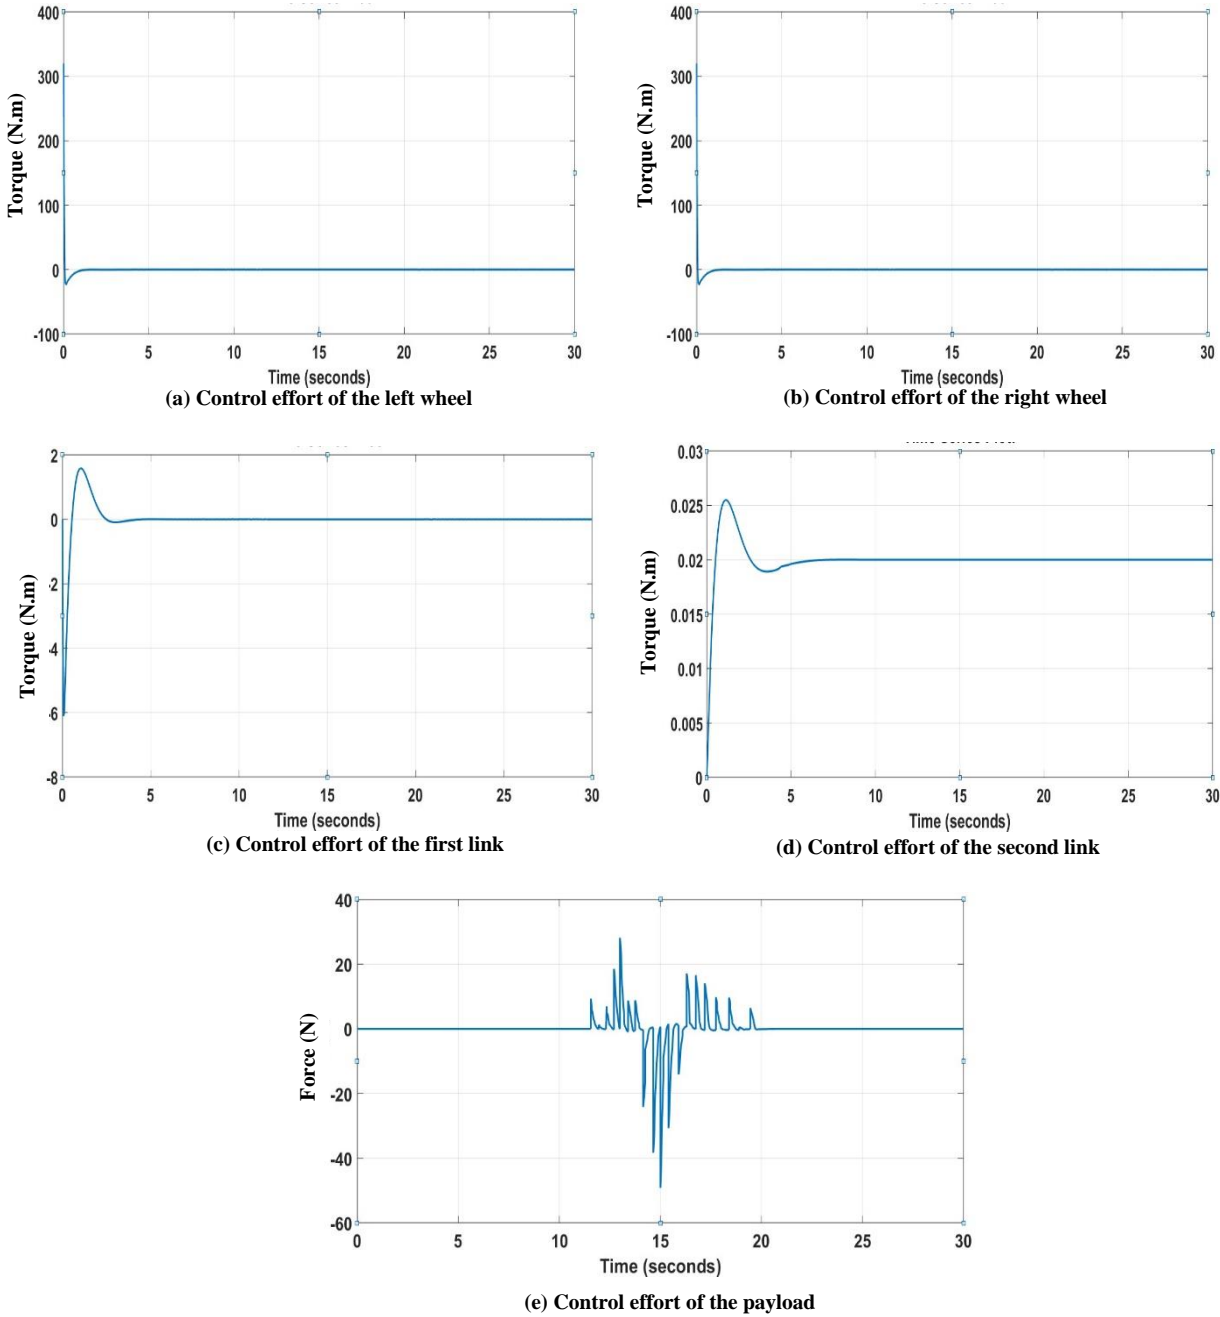 400
300
200
100
0
-100
Torque (N.m)
0 5 10 15 20 25 30
Time (seconds)
(a) Control effort of the left wheel
400
300
200
100
0
-100
Torque (N.m)
0 5 10 15 20 25 30
Time (seconds)
(b) Control effort of the right wheel
2
0
-2
-4
-6
-8
Torque (N.m)
0 5 10 15 20 25 30
Time (seconds)
(c) Control effort of the first link
0.03
0.025
0.02
0.015
0.01
0.005
0
Torque (N.m)
0 5 10 15 20 25 30
Time (seconds)
(d) Control effort of the second link
40
20
0
-20
-40
-60
Force (N)
0 5 10 15 20 25 30
Time (seconds)
(e) Control effort of the payload